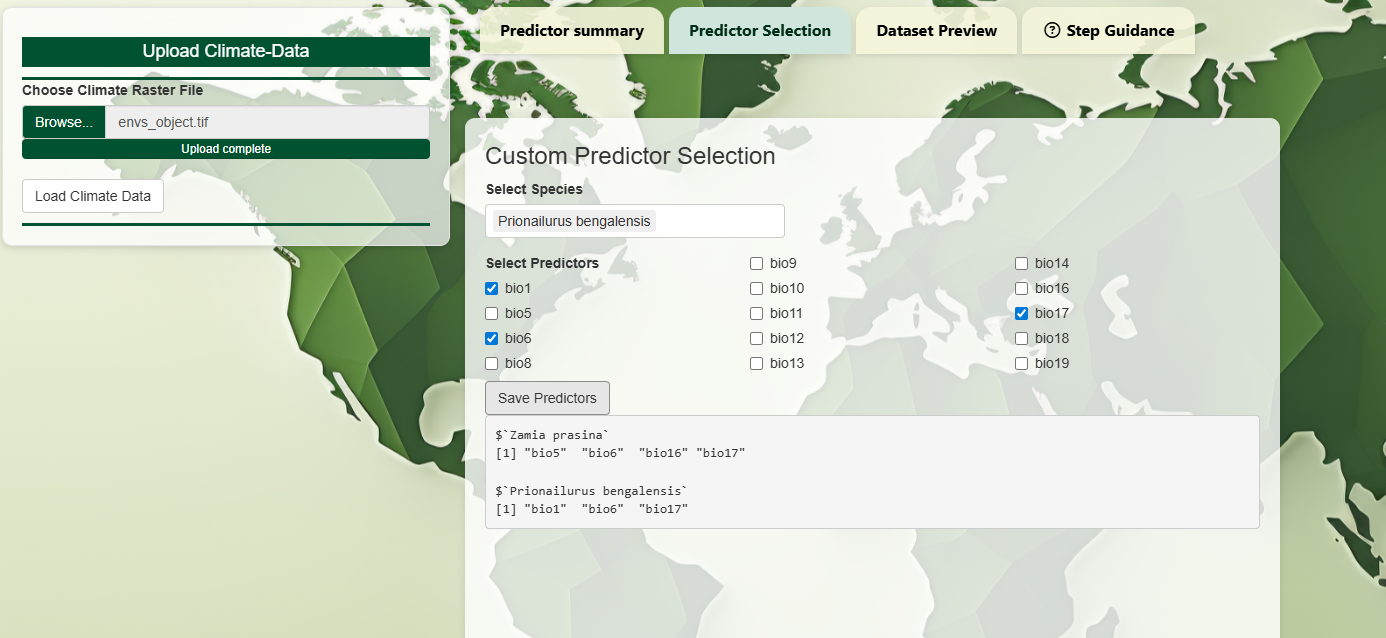 Upload Climate-Data
Choose Climate Raster File
Browse... envs_object.tif
Upload complete
Load Climate Data
Predictor summary
Predictor Selection
Dataset Preview
Step Guidance
Custom Predictor Selection
Select Species
Prionailurus bengalensis
Select Predictors
bio1
bio5
bio6
bio8
bio9
bio10
bio11
bio12
bio13
bio14
bio16
bio17
bio18
bio19
Save Predictors
$`Zamia prasina`
[1] "bio5"  "bio6"  "bio16" "bio17"
$`Prionailurus bengalensis`
[1] "bio1"  "bio6"  "bio17"